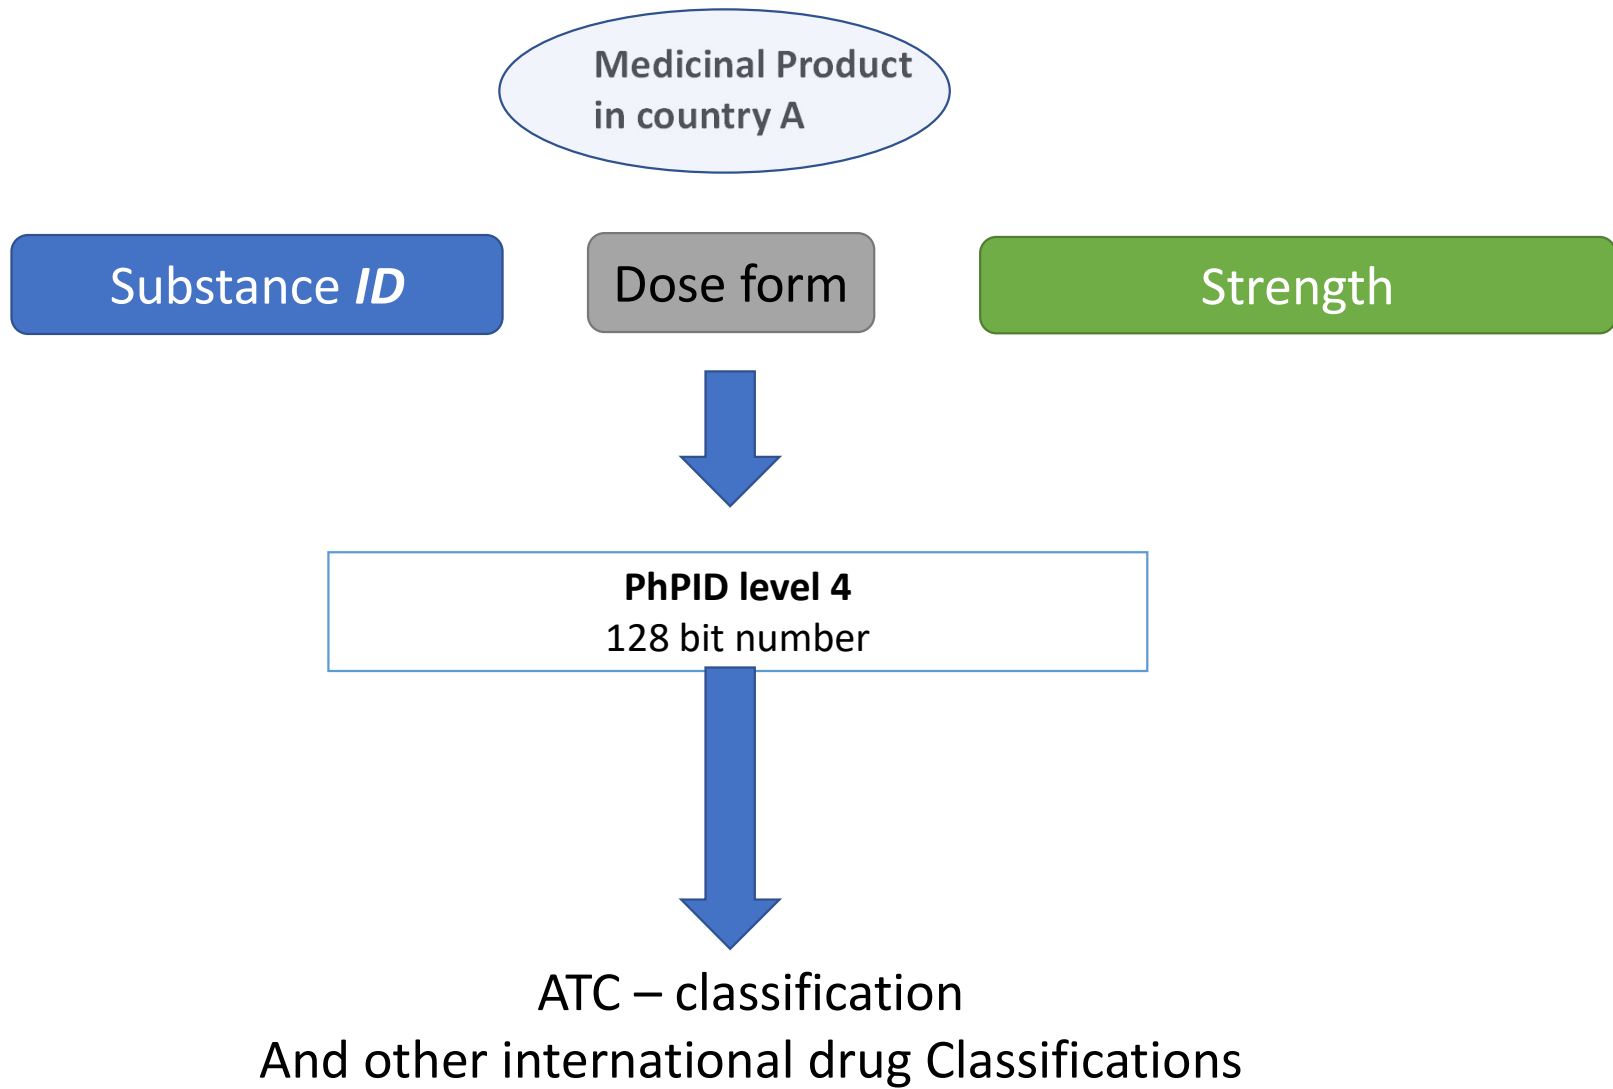 Medicinal Product
in country A
Substance ID
Dose form
Strength
PhPID level 4
128 bit number
ATC – classification
And other international drug Classifications